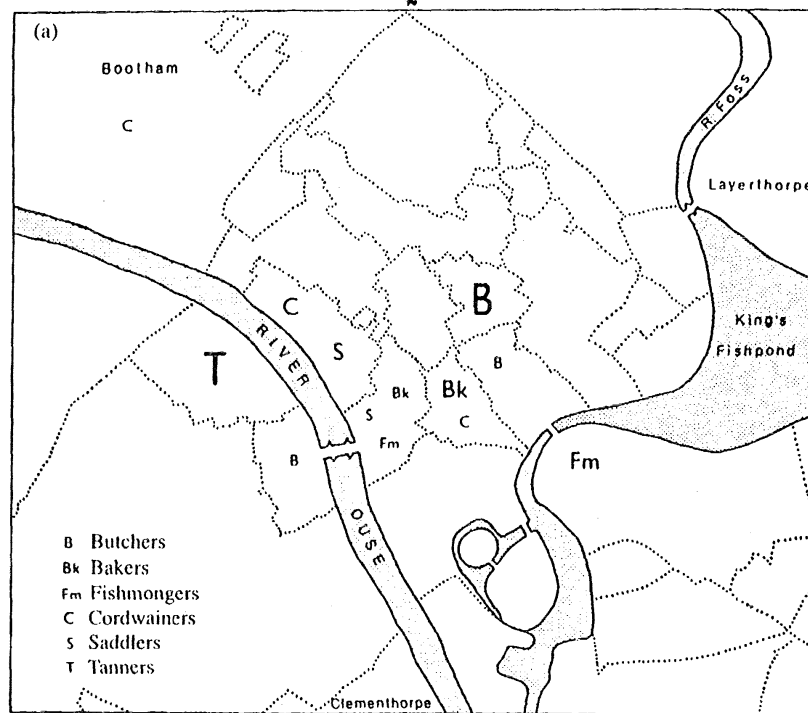 (a)
Bootham
C
R. FOSS
Layerthorpe
C
B
King's
Fishpond
S
T
RIVER
B
Bk
Bk
S
C
Fm
B
Fm
OUSE
B Butchers
Bk Bakers
Fm Fishmongers
C Cordwainers
S Saddlers
T Tanners
Clementhorpe